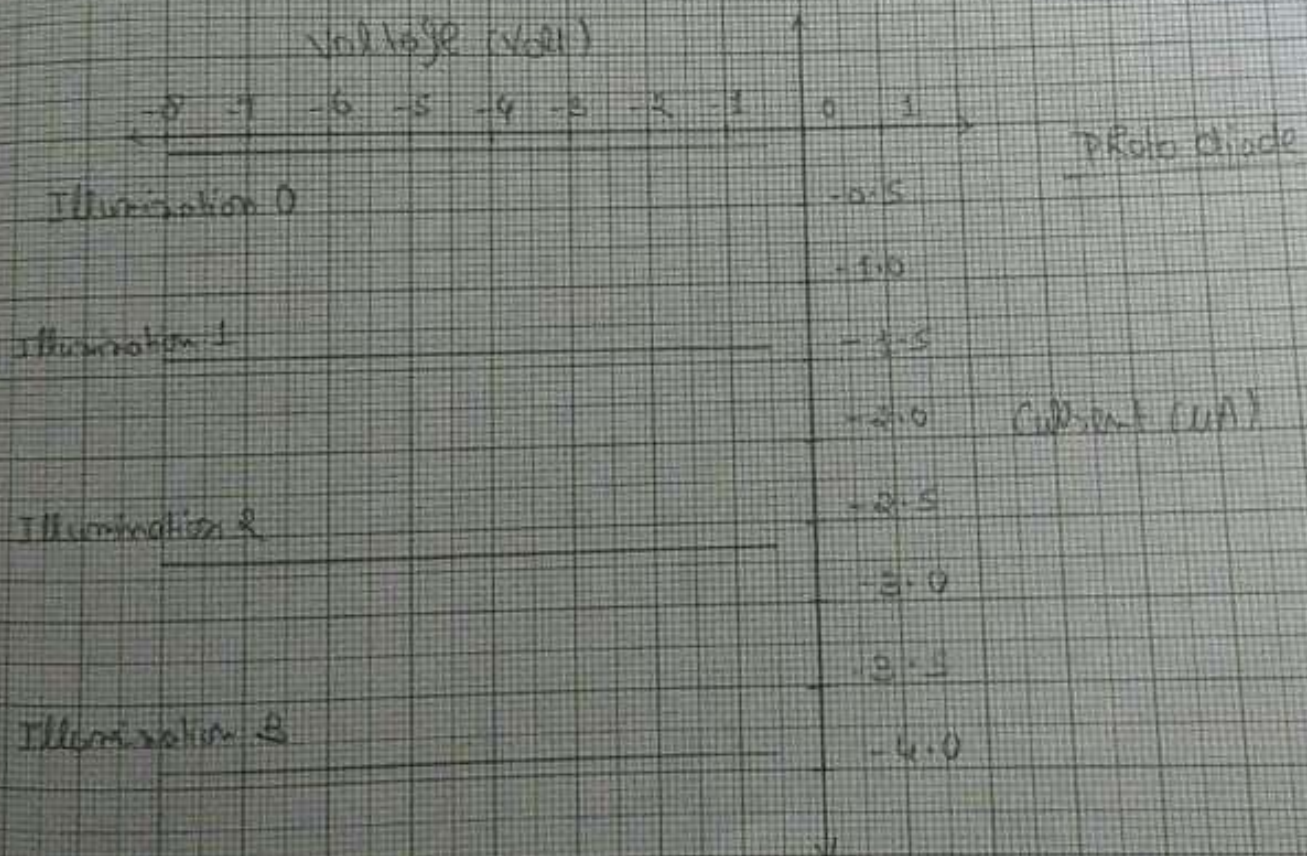 Voltage (Volt)
-8 -7 -6 -5 -4 -3 -2 -1 0 1
Photo diode
Illumination 0
-0.5
-1.0
Illumination 1
-1.5
-2.0 Current (uA)
-2.5
Illumination 2
-3.0
-3.5
Illumination 3
-4.0